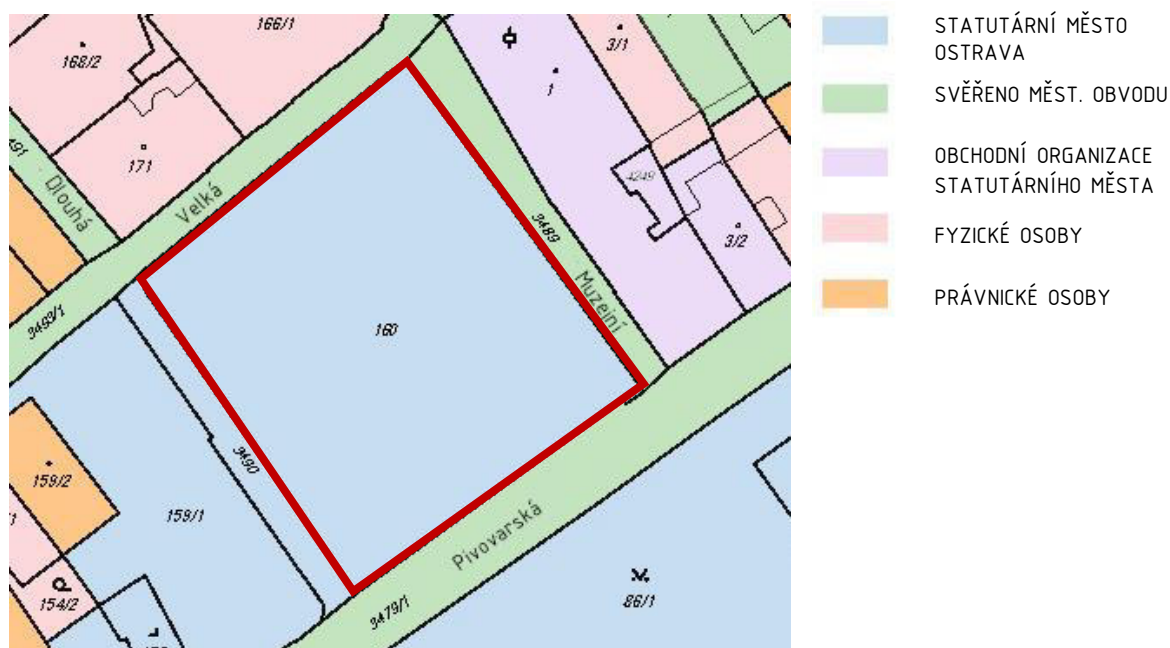 166/1
168/2
3/1
1
171
491
Dlouhá
Velká
4249
3489
3/2
Muzejní
3493/1
160
3490
159/2
159/1
Pivovarská
154/2
3479/1
86/1
STATUTÁRNÍ MĚSTO
OSTRAVA
SVĚŘENO MĚST. OBVODU
OBCHODNÍ ORGANIZACE
STATUTÁRNÍHO MĚSTA
FYZICKÉ OSOBY
PRÁVNICKÉ OSOBY